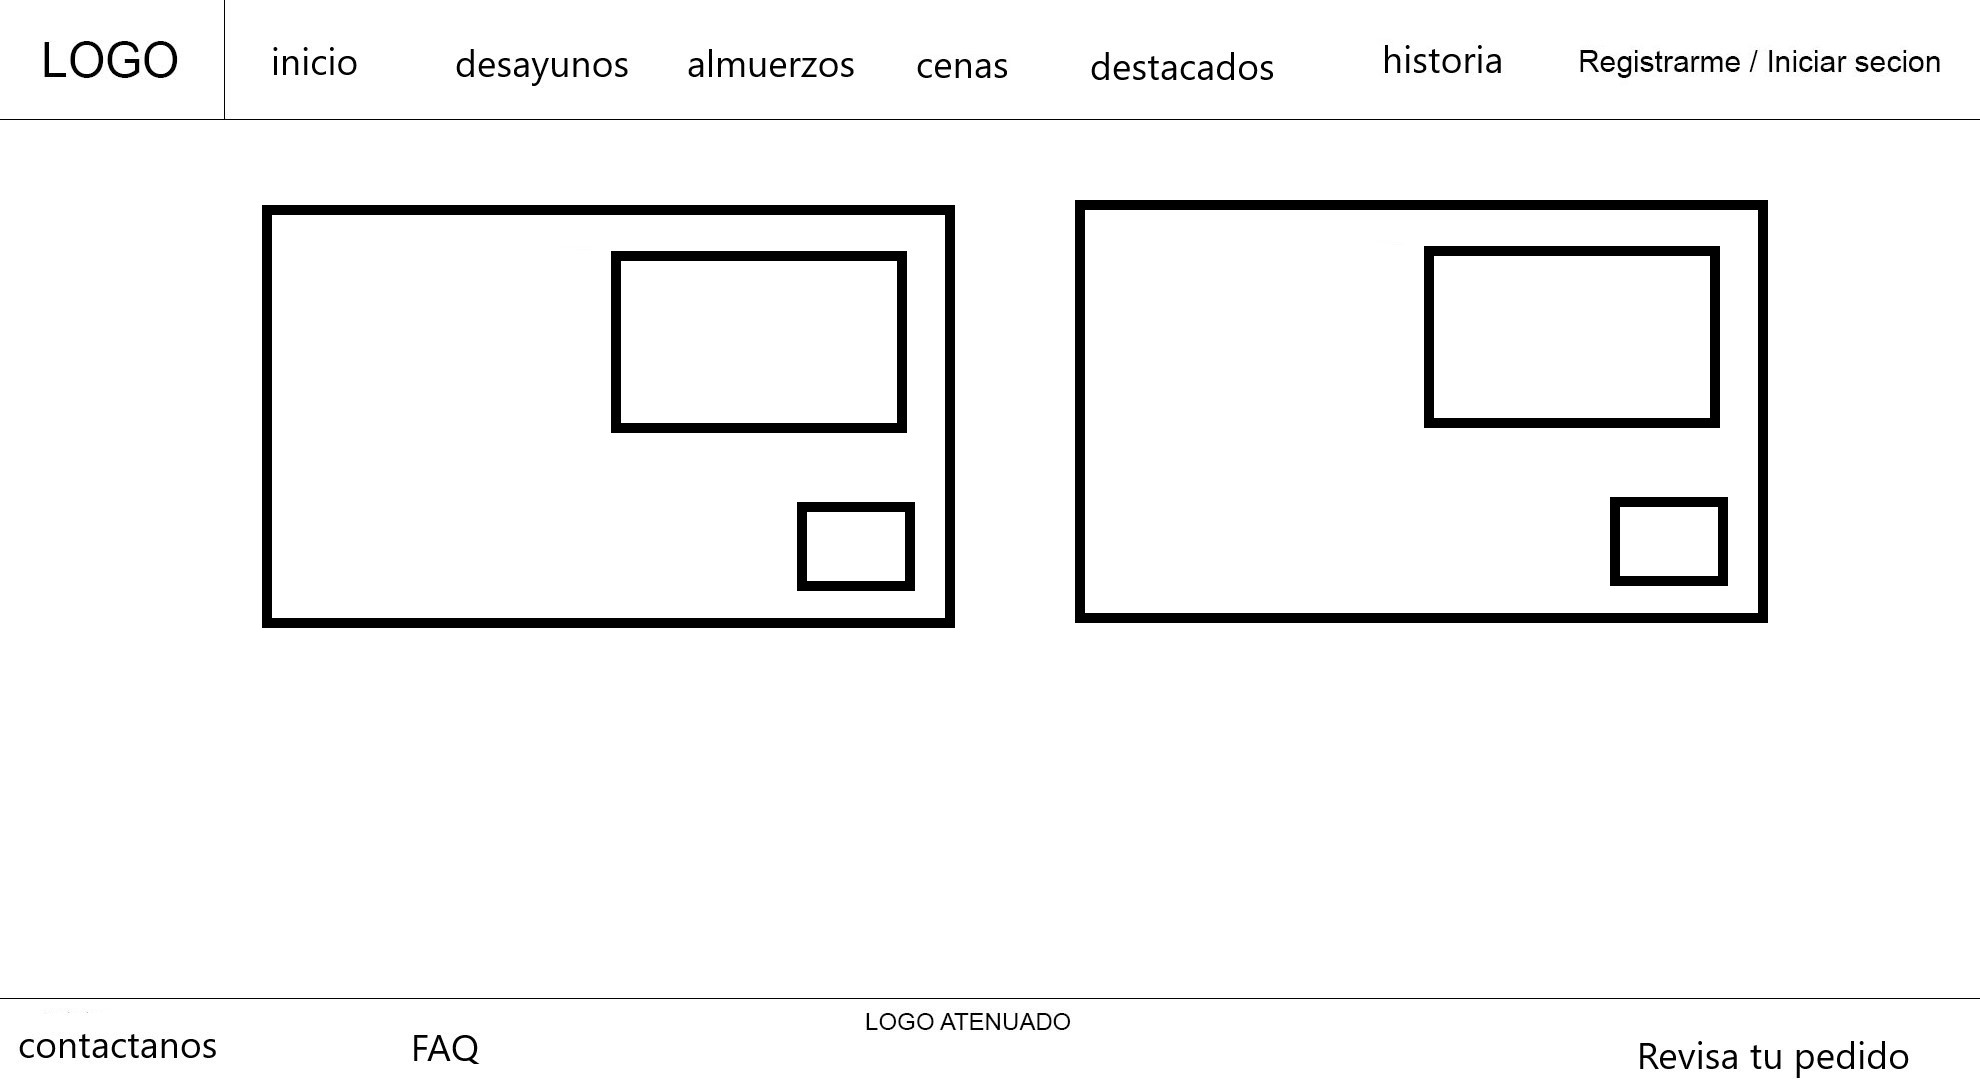 LOGO
inicio
desayunos
almuerzos
cenas
destacados
historia
Registrarme / Iniciar secion
contactanos
FAQ
LOGO ATENUADO
Revisa tu pedido